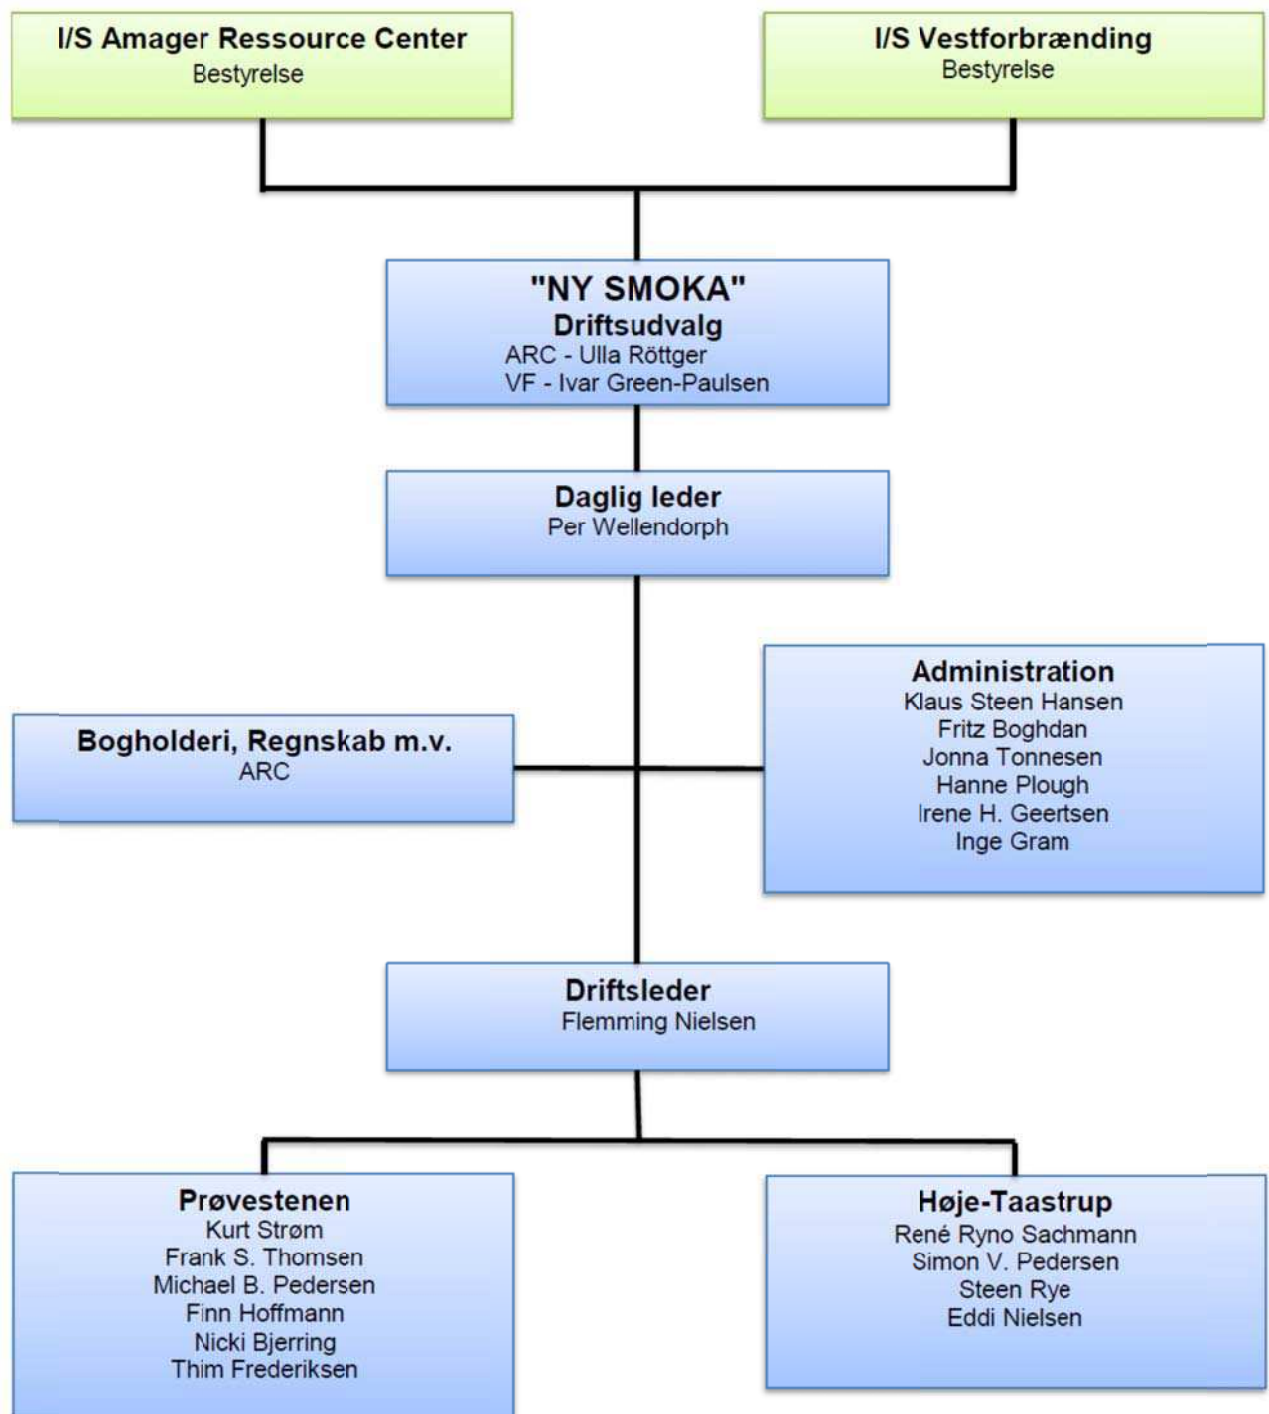 I/S Amager Ressource Center
Bestyrelse
I/S Vestforbrænding
Bestyrelse
"NY SMOKA"
Driftsudvalg
ARC - Ulla Röttger
VF - Ivar Green-Paulsen
Daglig leder
Per Wellendorph
Bogholderi, Regnskab m.v.
ARC
Administration
Klaus Steen Hansen
Fritz Boghdan
Jonna Tonnesen
Hanne Plough
Irene H. Geertsen
Inge Gram
Driftsleder
Flemming Nielsen
Prøvestenen
Kurt Strøm
Frank S. Thomsen
Michael B. Pedersen
Finn Hoffmann
Nicki Bjerring
Thim Frederiksen
Høje-Taastrup
René Ryno Sachmann
Simon V. Pedersen
Steen Rye
Eddi Nielsen